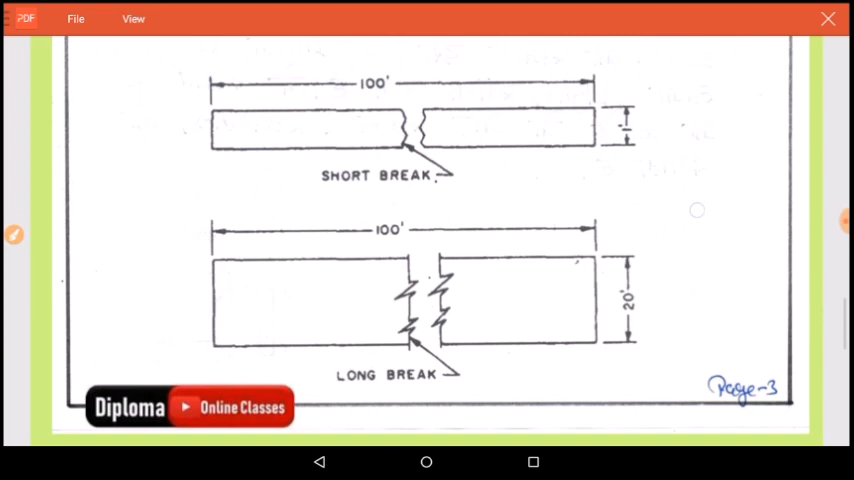 PDF File View
100'
1'
SHORT BREAK
100'
20'
LONG BREAK
Page-3
Diploma Online Classes